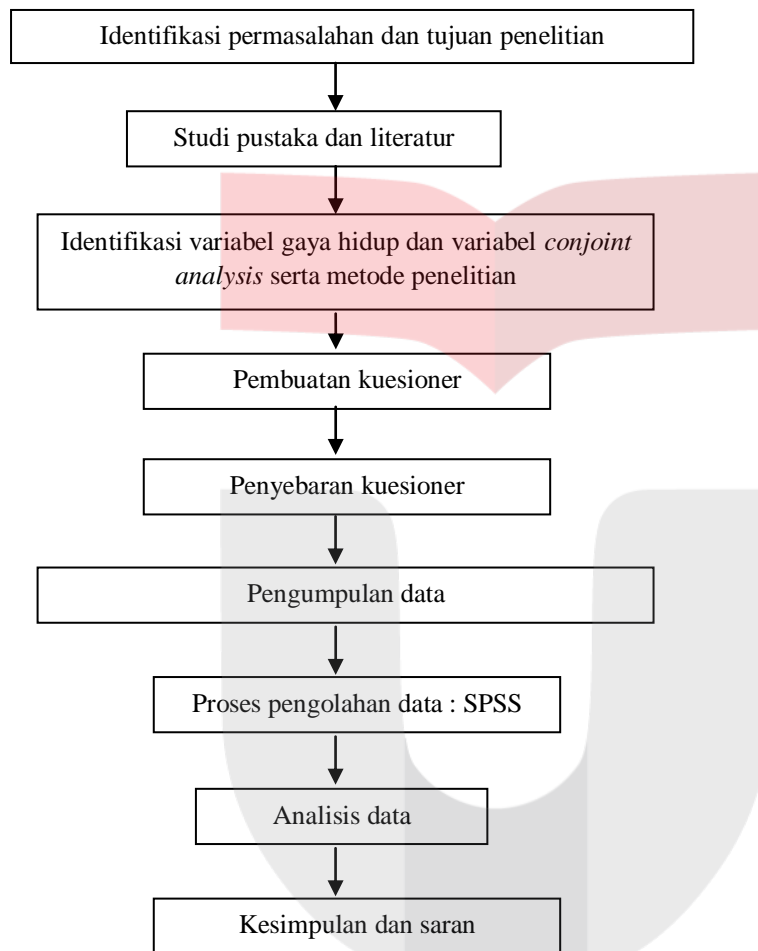 Identifikasi permasalahan dan tujuan penelitian
Studi pustaka dan literatur
Identifikasi variabel gaya hidup dan variabel conjoint
analysis serta metode penelitian
Pembuatan kuesioner
Penyebaran kuesioner
Pengumpulan data
Proses pengolahan data : SPSS
Analisis data
Kesimpulan dan saran